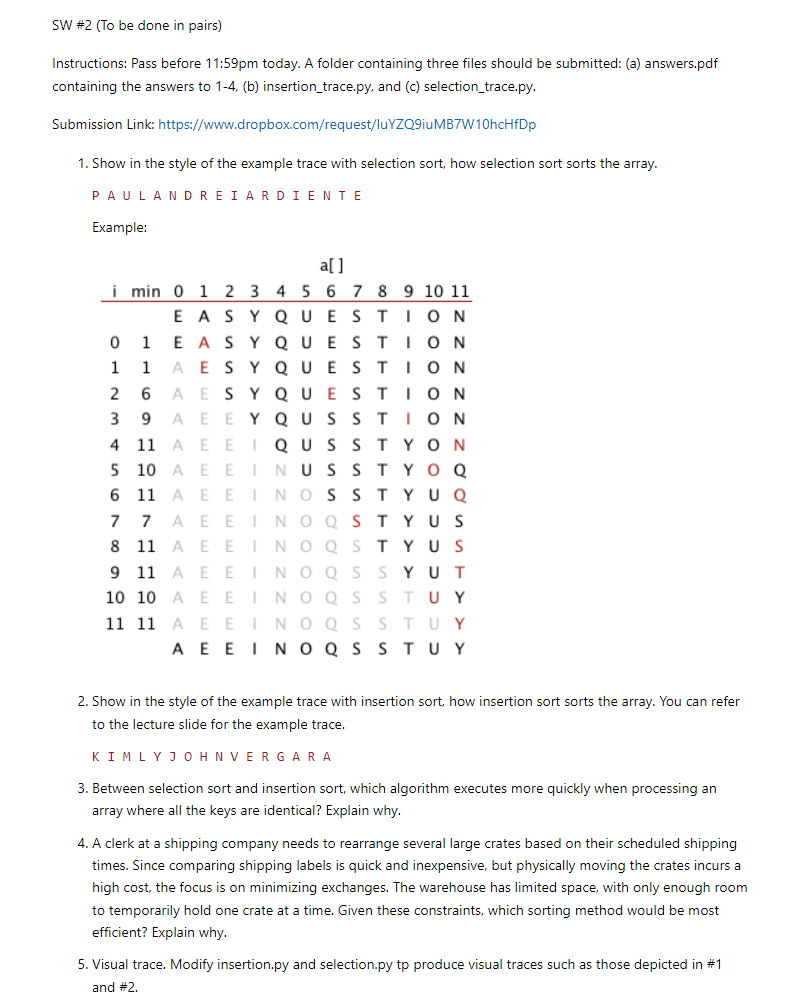 SW #2 (To be done in pairs)
Instructions: Pass before 11:59pm today. A folder containing three files should be submitted: (a) answers.pdf
containing the answers to 1-4, (b) insertion_trace.py, and (c) selection_trace.py.
Submission Link: https://www.dropbox.com/request/luYZQ9iuMB7W10hcHfDp
1. Show in the style of the example trace with selection sort, how selection sort sorts the array.
P A U L A N D R E I A R D I E N T E
Example:
a[ ]
i min 0 1 2 3 4 5 6 7 8 9 10 11
E A S Y Q U E S T I O N
0 1 E A S Y Q U E S T I O N
1 1 A E S Y Q U E S T I O N
2 6 A E S Y Q U E S T I O N
3 9 A E E Y Q U S S T I O N
4 11 A E E I Q U S S T Y O N
5 10 A E E I N U S S T Y O Q
6 11 A E E I N O S S T Y U Q
7 7 A E E I N O Q S T Y U S
8 11 A E E I N O Q S T Y U S
9 11 A E E I N O Q S S Y U T
10 10 A E E I N O Q S S T U Y
11 11 A E E I N O Q S S T U Y
A E E I N O Q S S T U Y
2. Show in the style of the example trace with insertion sort, how insertion sort sorts the array. You can refer
to the lecture slide for the example trace.
K I M L Y J O H N V E R G A R A
3. Between selection sort and insertion sort, which algorithm executes more quickly when processing an
array where all the keys are identical? Explain why.
4. A clerk at a shipping company needs to rearrange several large crates based on their scheduled shipping
times. Since comparing shipping labels is quick and inexpensive, but physically moving the crates incurs a
high cost, the focus is on minimizing exchanges. The warehouse has limited space, with only enough room
to temporarily hold one crate at a time. Given these constraints, which sorting method would be most
efficient? Explain why.
5. Visual trace. Modify insertion.py and selection.py tp produce visual traces such as those depicted in #1
and #2.